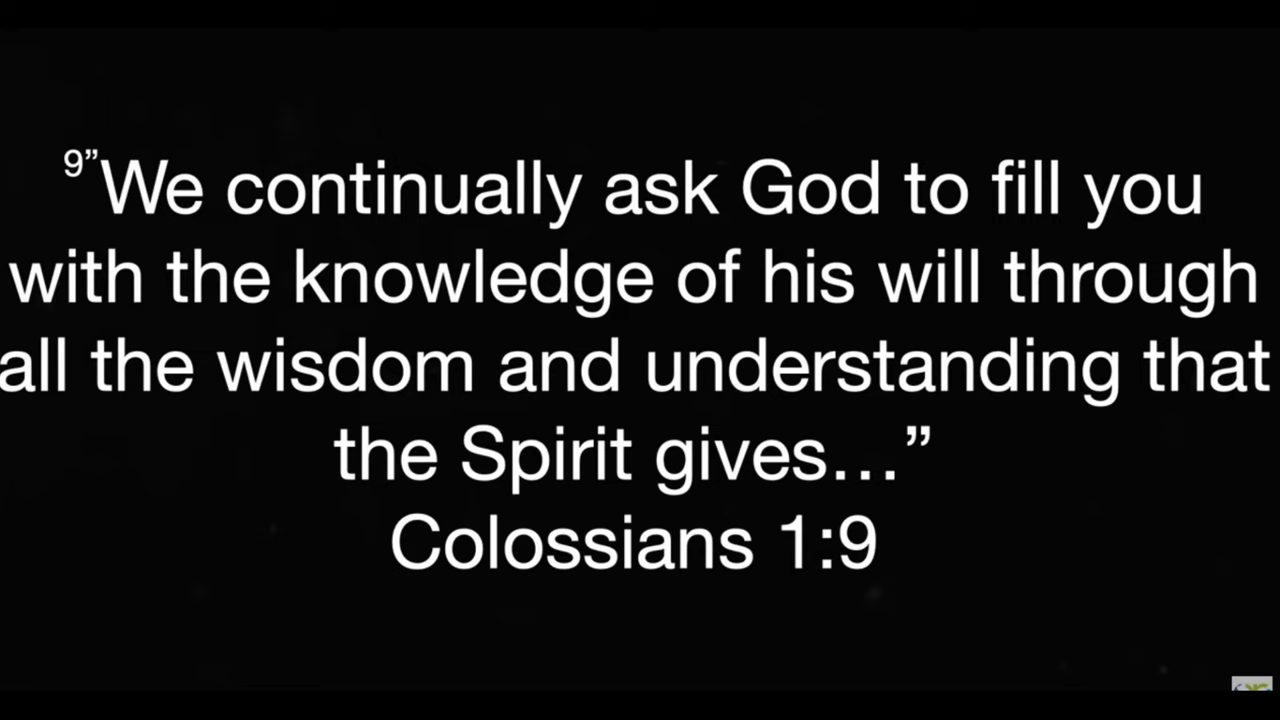 9”We continually ask God to fill you
with the knowledge of his will through
all the wisdom and understanding that
the Spirit gives…”
Colossians 1:9